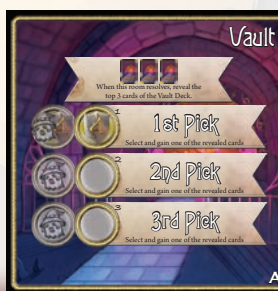 Vault
When this room resolves, reveal the
top 3 cards of the Vault Deck.
1
4 4
1st Pick
Select and gain one of the revealed cards
2
2nd Pick
Select and gain one of the revealed cards
3
3rd Pick
Select and gain one of the revealed cards
A